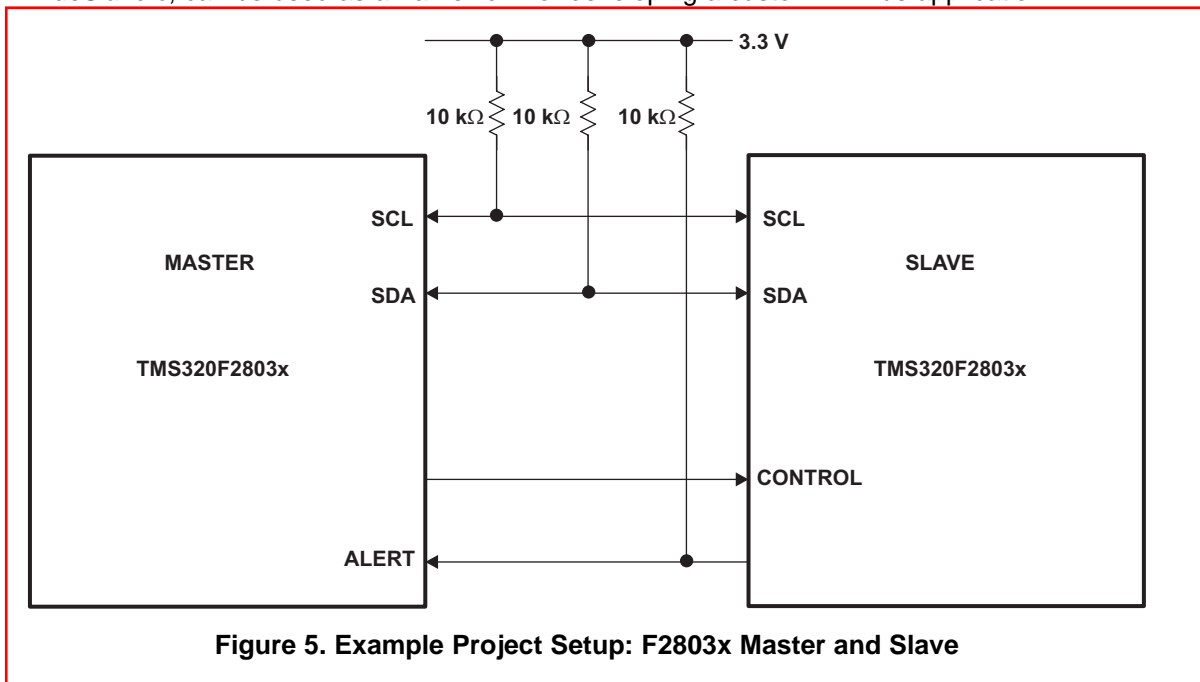 3.3 V
10 kΩ 10 kΩ 10 kΩ
SCL SCL
MASTER SLAVE
SDA SDA
TMS320F2803x TMS320F2803x
CONTROL
ALERT
Figure 5. Example Project Setup: F2803x Master and Slave